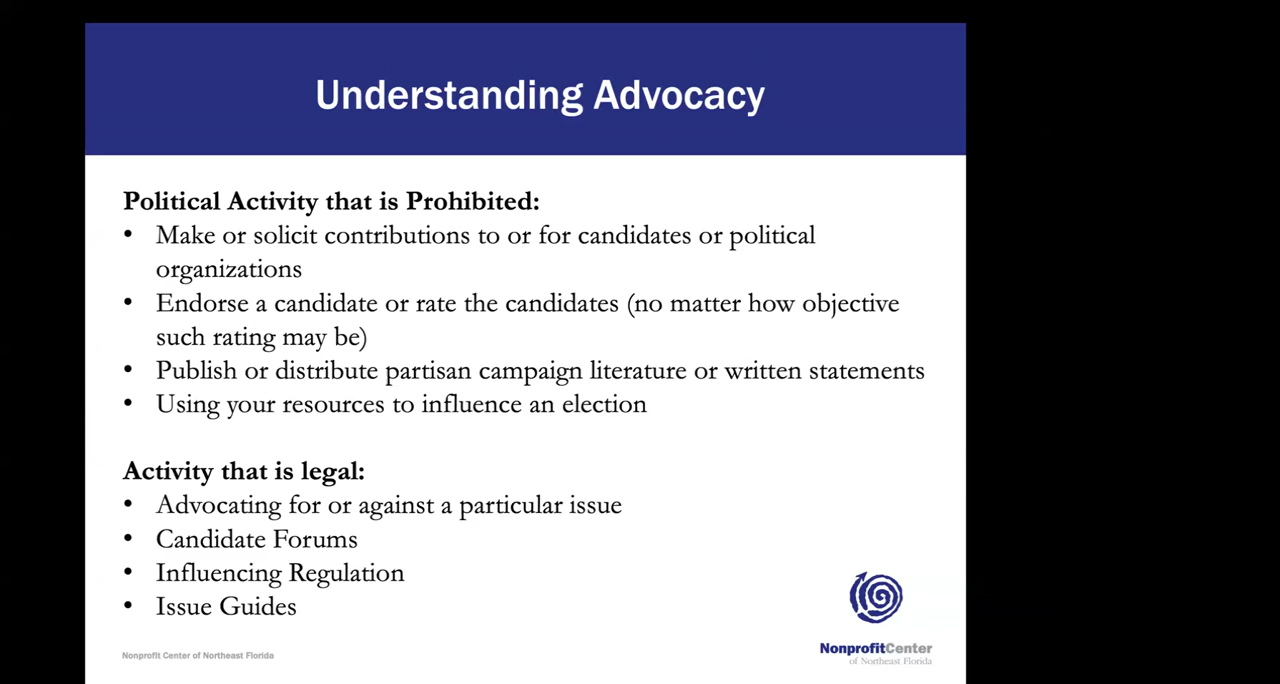 Understanding Advocacy
Political Activity that is Prohibited:
• Make or solicit contributions to or for candidates or political
organizations
• Endorse a candidate or rate the candidates (no matter how objective
such rating may be)
• Publish or distribute partisan campaign literature or written statements
• Using your resources to influence an election
Activity that is legal:
• Advocating for or against a particular issue
• Candidate Forums
• Influencing Regulation
• Issue Guides
Nonprofit Center of Northeast Florida
NonprofitCenter
of Northeast Florida